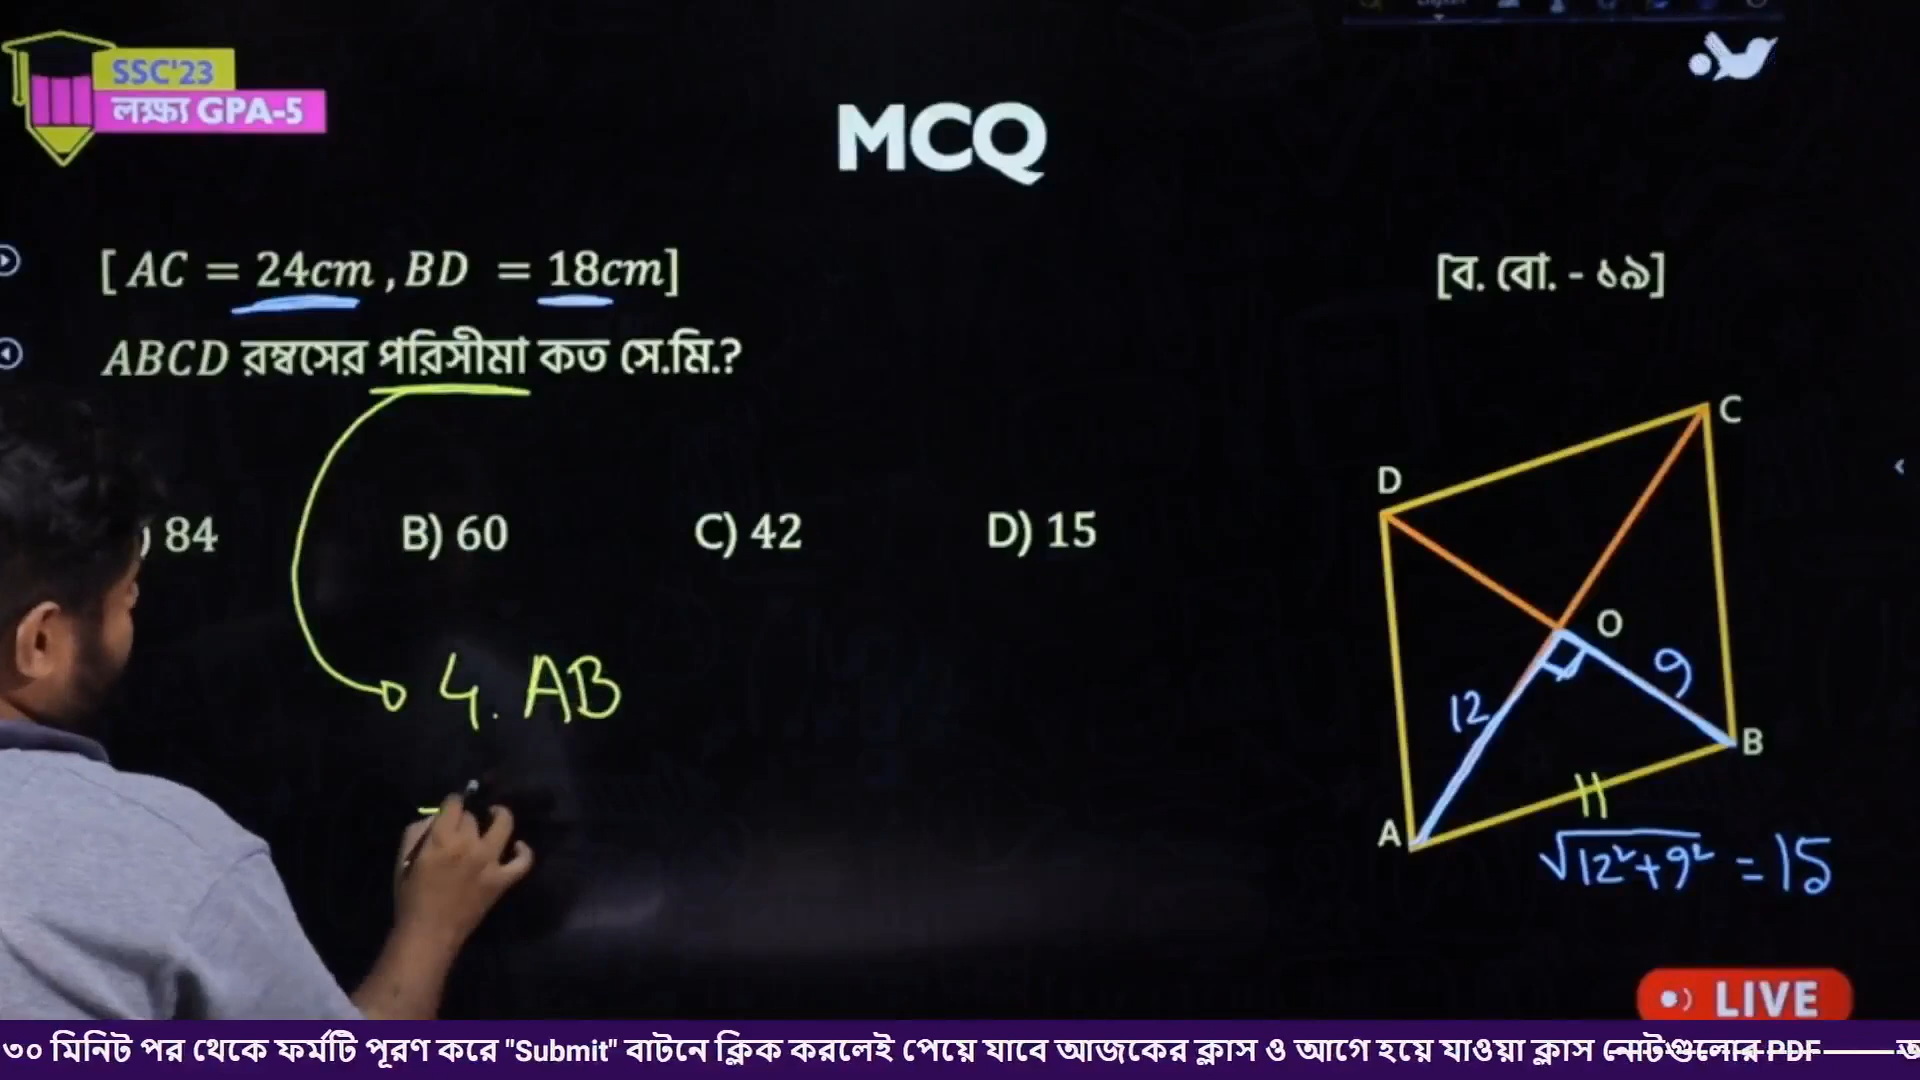 SSC'23
লক্ষ্য GPA-5
MCQ
[ AC = 24cm , BD = 18cm]
[ব. বো. - ১৯]
ABCD রম্বসের পরিসীমা কত সে.মি.?
) 84
B) 60
C) 42
D) 15
4. AB
C
D
O
9
12
B
A
√12²+9² = 15
LIVE
৩০ মিনিট পর থেকে ফর্মটি পূরণ করে "Submit" বাটনে ক্লিক করলেই পেয়ে যাবে আজকের ক্লাস ও আগে হয়ে যাওয়া ক্লাস নোটগুলোর PDF